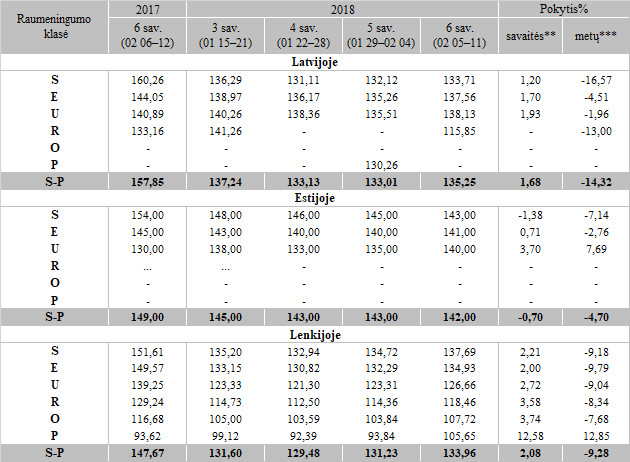 Raumeningumo klasė 2017 2018 Pokytis%
6 sav. (02 06–12) 3 sav. (01 15–21) 4 sav. (01 22–28) 5 sav. (01 29–02 04) 6 sav. (02 05–11) savaitės** metų***
Latvijoje
S 160,26 136,29 131,11 132,12 133,71 1,20 -16,57
E 144,05 138,97 136,17 135,26 137,56 1,70 -4,51
U 140,89 140,26 138,36 135,51 138,13 1,93 -1,96
R 133,16 141,26 - - 115,85 - -13,00
O - - - - - - -
P - - - 130,26 - - -
S-P 157,85 137,24 133,13 133,01 135,25 1,68 -14,32
Estijoje
S 154,00 148,00 146,00 145,00 143,00 -1,38 -7,14
E 145,00 143,00 140,00 140,00 141,00 0,71 -2,76
U 130,00 138,00 133,00 135,00 140,00 3,70 7,69
R ... ... - - - - -
O - - - - - - -
P - - - - - - -
S-P 149,00 145,00 143,00 143,00 142,00 -0,70 -4,70
Lenkijoje
S 151,61 135,20 132,94 134,72 137,69 2,21 -9,18
E 149,57 133,15 130,82 132,29 134,93 2,00 -9,79
U 139,25 123,33 121,30 123,31 126,66 2,72 -9,04
R 129,24 114,73 112,50 114,36 118,46 3,58 -8,34
O 116,68 105,00 103,59 103,84 107,72 3,74 -7,68
P 93,62 99,12 92,39 93,84 105,65 12,58 12,85
S-P 147,67 131,60 129,48 131,23 133,96 2,08 -9,28